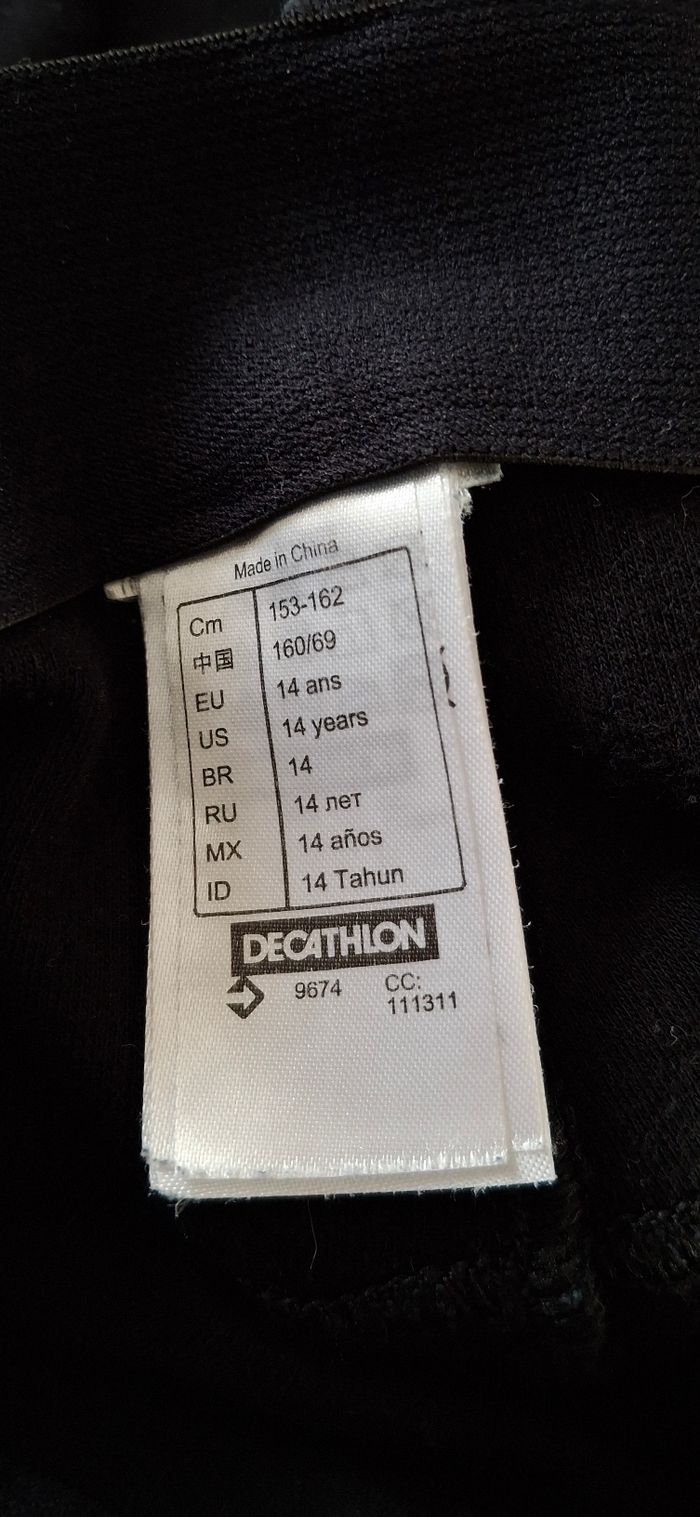 Made in China
Cm 153-162
中国 160/69
EU 14 ans
US 14 years
BR 14
RU 14 лет
MX 14 años
ID 14 Tahun
DECATHLON
9674 CC:
111311